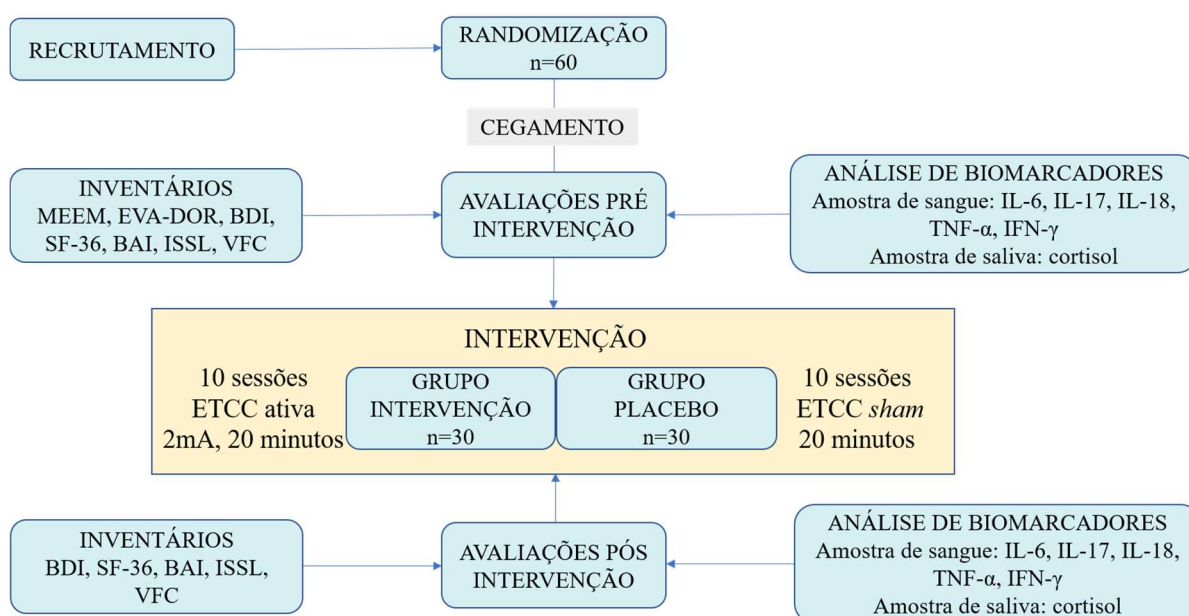 RECRUTAMENTO
RANDOMIZAÇÃO
n=60
CEGAMENTO
INVENTÁRIOS
MEEM, EVA-DOR, BDI,
SF-36, BAI, ISSL, VFC
AVALIAÇÕES PRÉ
INTERVENÇÃO
ANÁLISE DE BIOMARCADORES
Amostra de sangue: IL-6, IL-17, IL-18,
TNF-α, IFN-γ
Amostra de saliva: cortisol
INTERVENÇÃO
10 sessões
ETCC ativa
2mA, 20 minutos
GRUPO
INTERVENÇÃO
n=30
GRUPO
PLACEBO
n=30
10 sessões
ETCC sham
20 minutos
INVENTÁRIOS
BDI, SF-36, BAI, ISSL,
VFC
AVALIAÇÕES PÓS
INTERVENÇÃO
ANÁLISE DE BIOMARCADORES
Amostra de sangue: IL-6, IL-17, IL-18,
TNF-α, IFN-γ
Amostra de saliva: cortisol